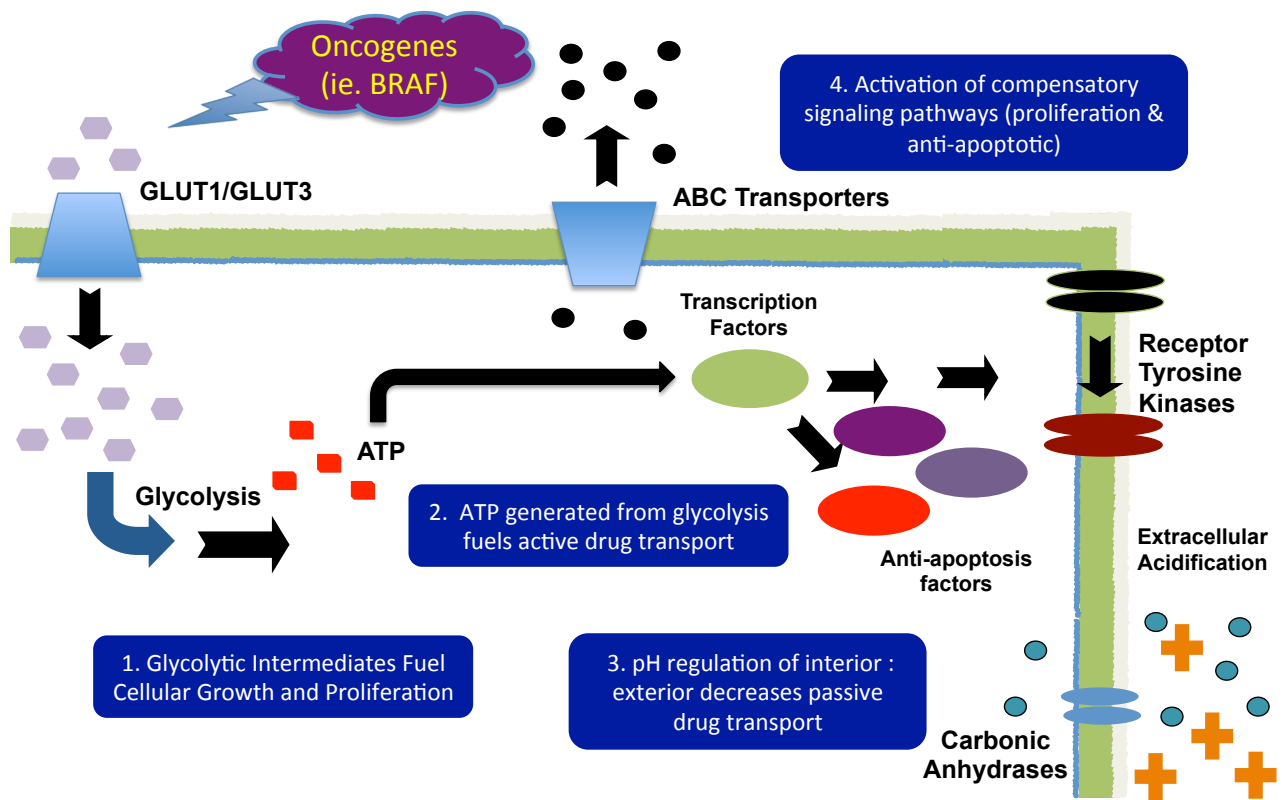 Oncogenes
(ie. BRAF)
4. Activation of compensatory
signaling pathways (proliferation &
anti-apoptotic)
GLUT1/GLUT3
ABC Transporters
Transcription
Factors
Receptor
Tyrosine
Kinases
ATP
Glycolysis
2.  ATP generated from glycolysis
fuels active drug transport
Anti-apoptosis
factors
Extracellular
Acidification
1. Glycolytic Intermediates Fuel
Cellular Growth and Proliferation
3. pH regulation of interior :
exterior decreases passive
drug transport
Carbonic
Anhydrases